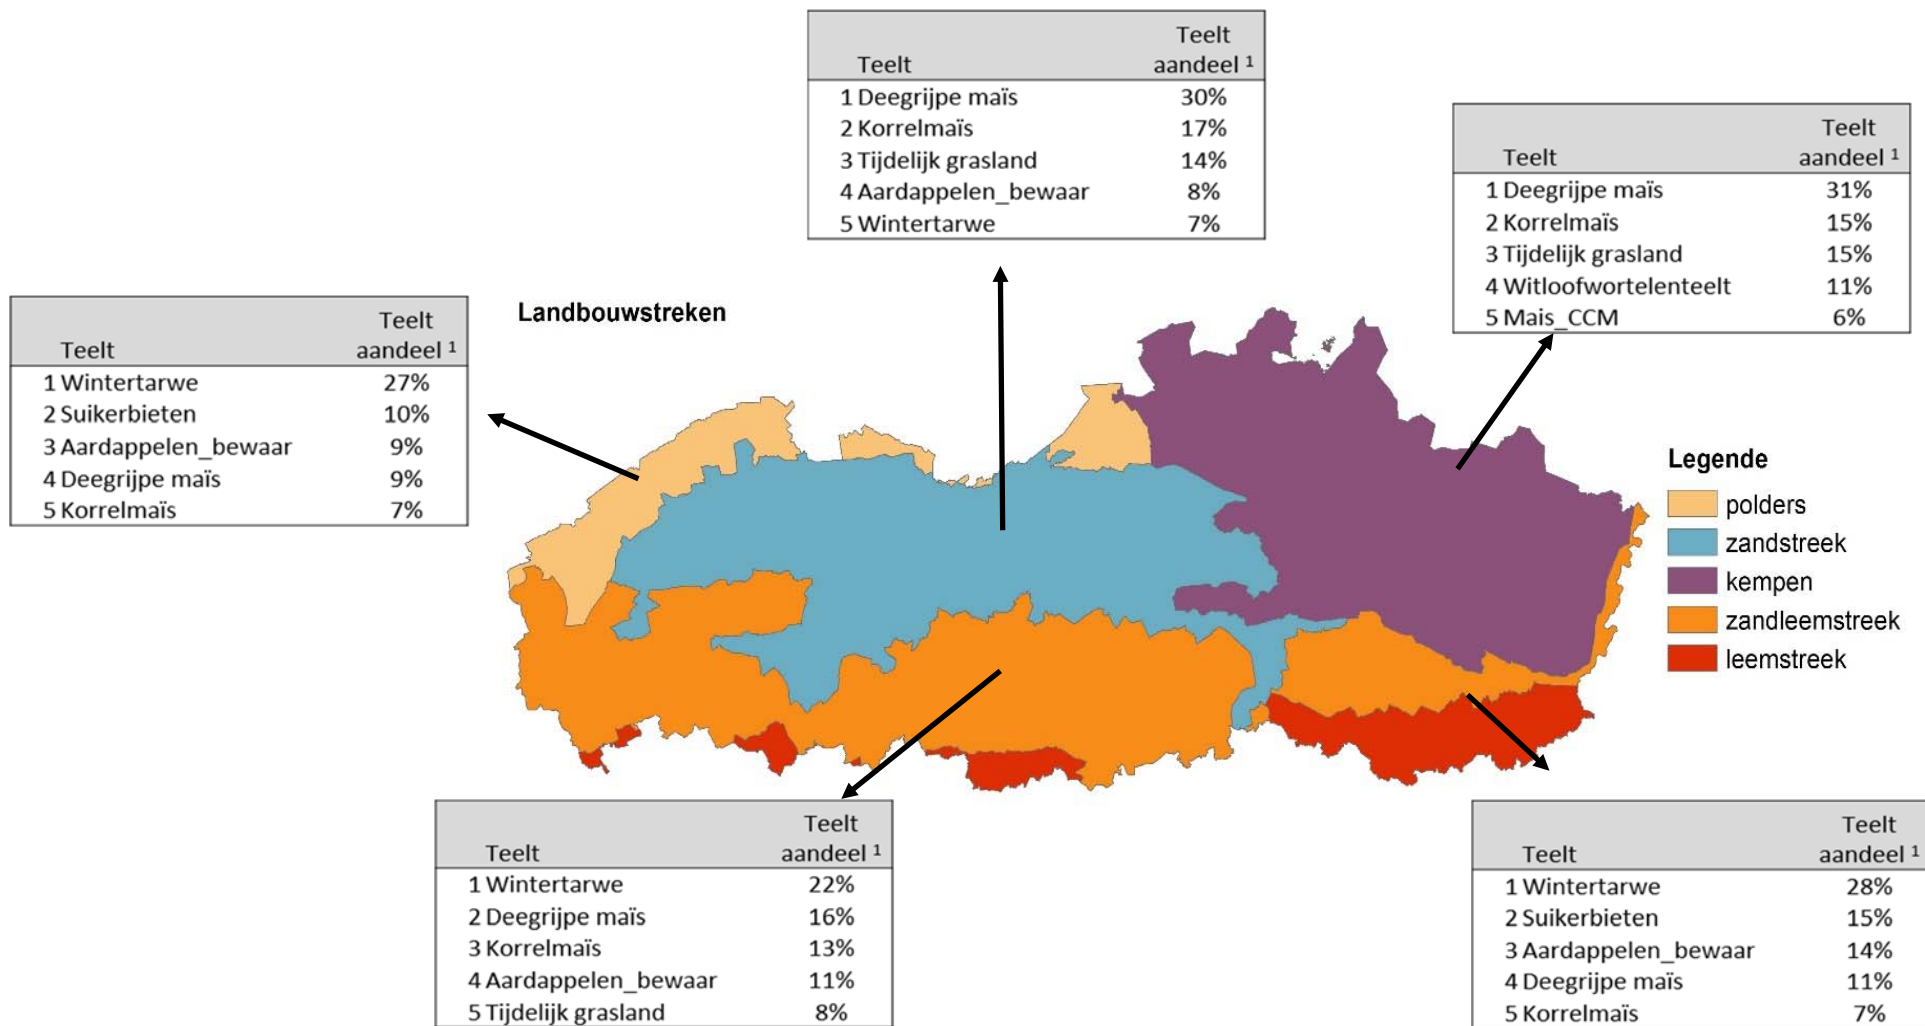 Teelt
Teelt aandeel 1
1 Deegrijpe maïs 30%
2 Korrelmaïs 17%
3 Tijdelijk grasland 14%
4 Aardappelen_bewaar 8%
5 Wintertarwe 7%
Teelt
Teelt aandeel 1
1 Deegrijpe maïs 31%
2 Korrelmaïs 15%
3 Tijdelijk grasland 15%
4 Witloofwortelenteelt 11%
5 Mais_CCM 6%
Landbouwstreken
Teelt
Teelt aandeel 1
1 Wintertarwe 27%
2 Suikerbieten 10%
3 Aardappelen_bewaar 9%
4 Deegrijpe maïs 9%
5 Korrelmaïs 7%
Legende
polders
zandstreek
kempen
zandleemstreek
leemstreek
Teelt
Teelt aandeel 1
1 Wintertarwe 22%
2 Deegrijpe maïs 16%
3 Korrelmaïs 13%
4 Aardappelen_bewaar 11%
5 Tijdelijk grasland 8%
Teelt
Teelt aandeel 1
1 Wintertarwe 28%
2 Suikerbieten 15%
3 Aardappelen_bewaar 14%
4 Deegrijpe maïs 11%
5 Korrelmaïs 7%